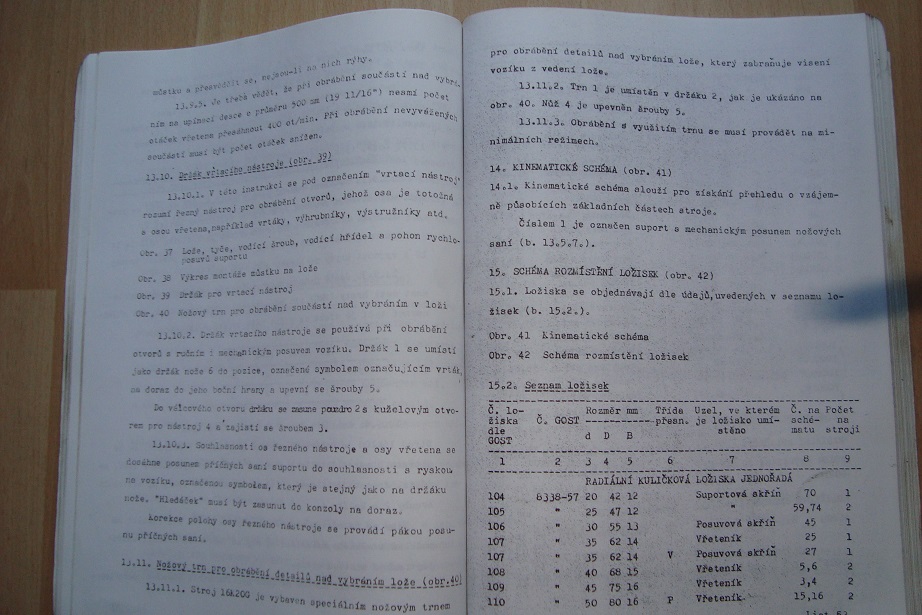 můstku a přesvědčit se, nejsou-li na nich rýhy.
13.9.5. Je třeba vědět, že při obrábění součástí nad vybrá-
ním na upínací desce o průměru 500 mm (19 11/16") nesmí počet
otáček vřetena přesáhnout 400 ot/min. Při obrábění nevyvážených
součástí musí být počet otáček snížen.
13.10. Držák vrtacího nástroje (obr. 39)
13.10.1. V této instrukci se pod označením "vrtací nástroj"
rozumí řezný nástroj pro obrábění otvorů, jehož osa je totožná
s osou vřetena,například vrtáky, výhrubníky, výstružníky atd.
Obr. 37 Lože, tyče, vodící šroub, vodící hřídel a pohon rychlo-
posuvů suportu
Obr. 38 Výkres montáže můstku na lože
Obr. 39 Držák pro vrtací nástroj
Obr. 40 Nožový trn pro obrábění součástí nad vybráním v loži
13.10.2. Držák vrtacího nástroje se používá při obrábění
otvorů s ručním i mechanickým posuvem vozíku. Držák 1 se umístí
jako držák nože 6 do pozice, označené symbolem označujícím vrták,
na doraz do jeho boční hrany a upevní se šrouby 5.
Do válcového otvoru držáku se nasune pouzdro 2 s kuželovým otvo-
rem pro nástroj 4 a zajistí se šroubem 3.
13.10.3. Souhlasnosti os řezného nástroje a osy vřetena se
dosáhne posunem příčných saní suportu do souhlasnosti s ryskou
na vozíku, označenou symbolem, který je stejný jako na držáku
nože. "Hledáček" musí být zasunut do konzoly na doraz.
Korekce polohy osy řezného nástroje se provádí pákou posu-
nu příčných saní.
13.11. Nožový trn pro obrábění detailů nad vybráním lože (obr.40)
13.11.1. Stroj 16K20G je vybaven speciálním nožovým trnem
pro obrábění detailů nad vybráním lože, který zabraňuje visení
vozíku z vedení lože.
13.11.2. Trn 1 je umístěn v držáku 2, jak je ukázáno na
obr. 40. Nůž 4 je upevněn šrouby 5.
13.11.3. Obrábění s využitím trnu se musí provádět na mi-
nimálních režimech.
14. KINEMATICKÉ SCHÉMA (obr. 41)
14.1. Kinematické schéma slouží pro získání přehledu o vzájem-
ně působících základních částech stroje.
Číslem 1 je označen suport s mechanickým posunem nožových
saní (b. 13.5.7.).
15. SCHÉMA ROZMÍSTĚNÍ LOŽISEK (obr. 42)
15.1. Ložiska se objednávají dle údajů,uvedených v seznamu lo-
žisek (b. 15.2.).
Obr. 41 Kinematické schéma
Obr. 42 Schéma rozmístění ložisek
15.2. Seznam ložisek
Č. lo- Rozměr mm Třída Uzel, ve kterém Č. na Počet
žiska Č. GOST přesn. je ložisko umí- sché- na
dle d D B stěno matu stroji
GOST
1 2 3 4 5 6 7 8 9
RADIÁLNÍ KULIČKOVÁ LOŽISKA JEDNOŘADÁ
104 8338-57 20 42 12 Suportová skříň 70 1
105 " 25 47 12 " 59,74 2
106 " 30 55 13 Posuvová skříň 45 1
107 " 35 62 14 Vřeteník 25 1
107 " 35 62 14 V Posuvová skříň 27 1
108 " 40 68 15 Vřeteník 5,6 2
109 " 45 75 16 Vřeteník 3,4 2
110 " 50 80 16 P Vřeteník. 15,16 2